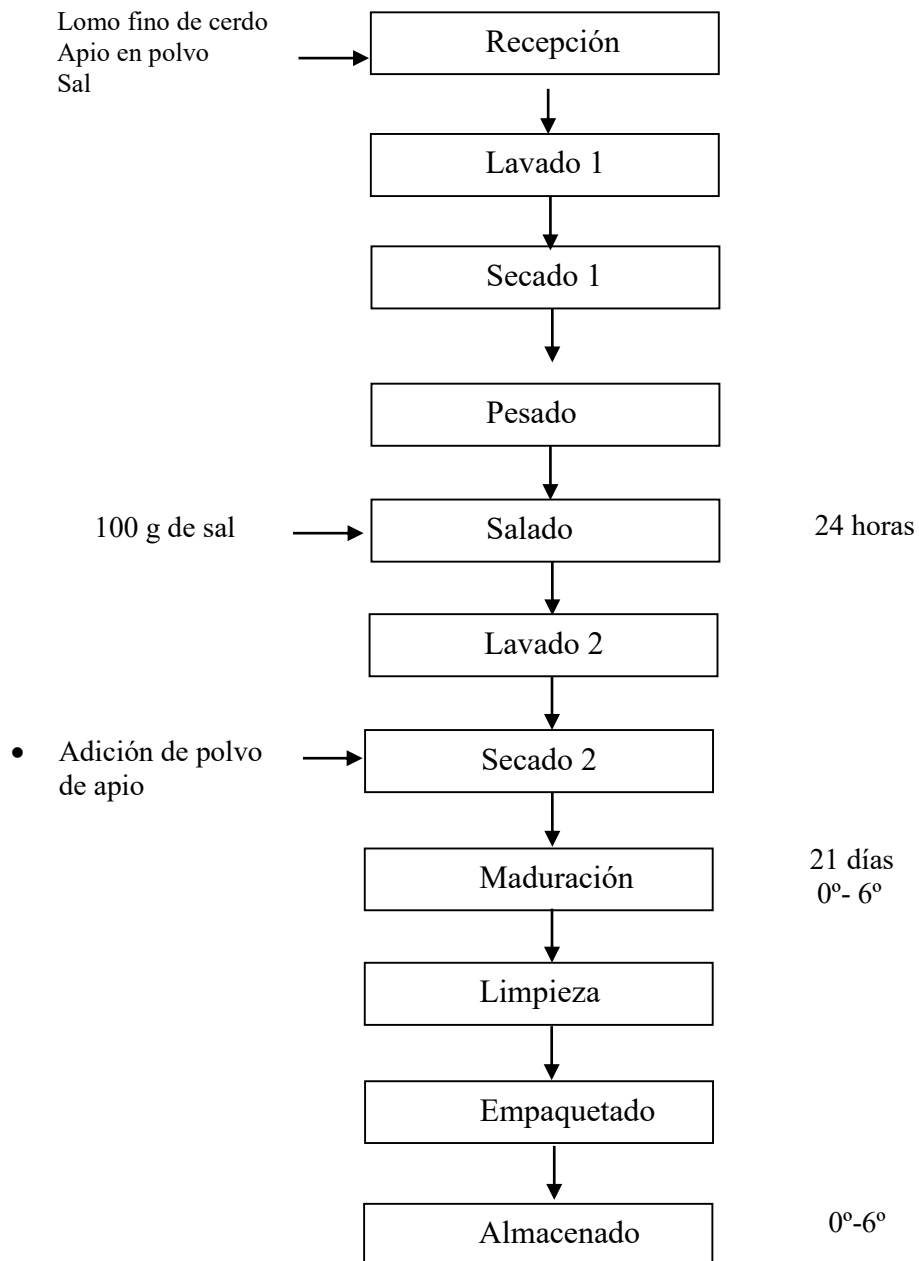 Lomo fino de cerdo
Apio en polvo
Sal
Recepción
Lavado 1
Secado 1
Pesado
100 g de sal
Salado
24 horas
Lavado 2
• Adición de polvo
de apio
Secado 2
Maduración
21 días
0º- 6º
Limpieza
Empaquetado
Almacenado
0º-6º